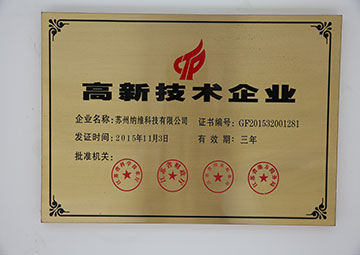 高新技术企业
企业名称:苏州纳维科技有限公司 证书编号:GF201532001281
发证时间:2015年11月3日 有效期:三年
批准机关: